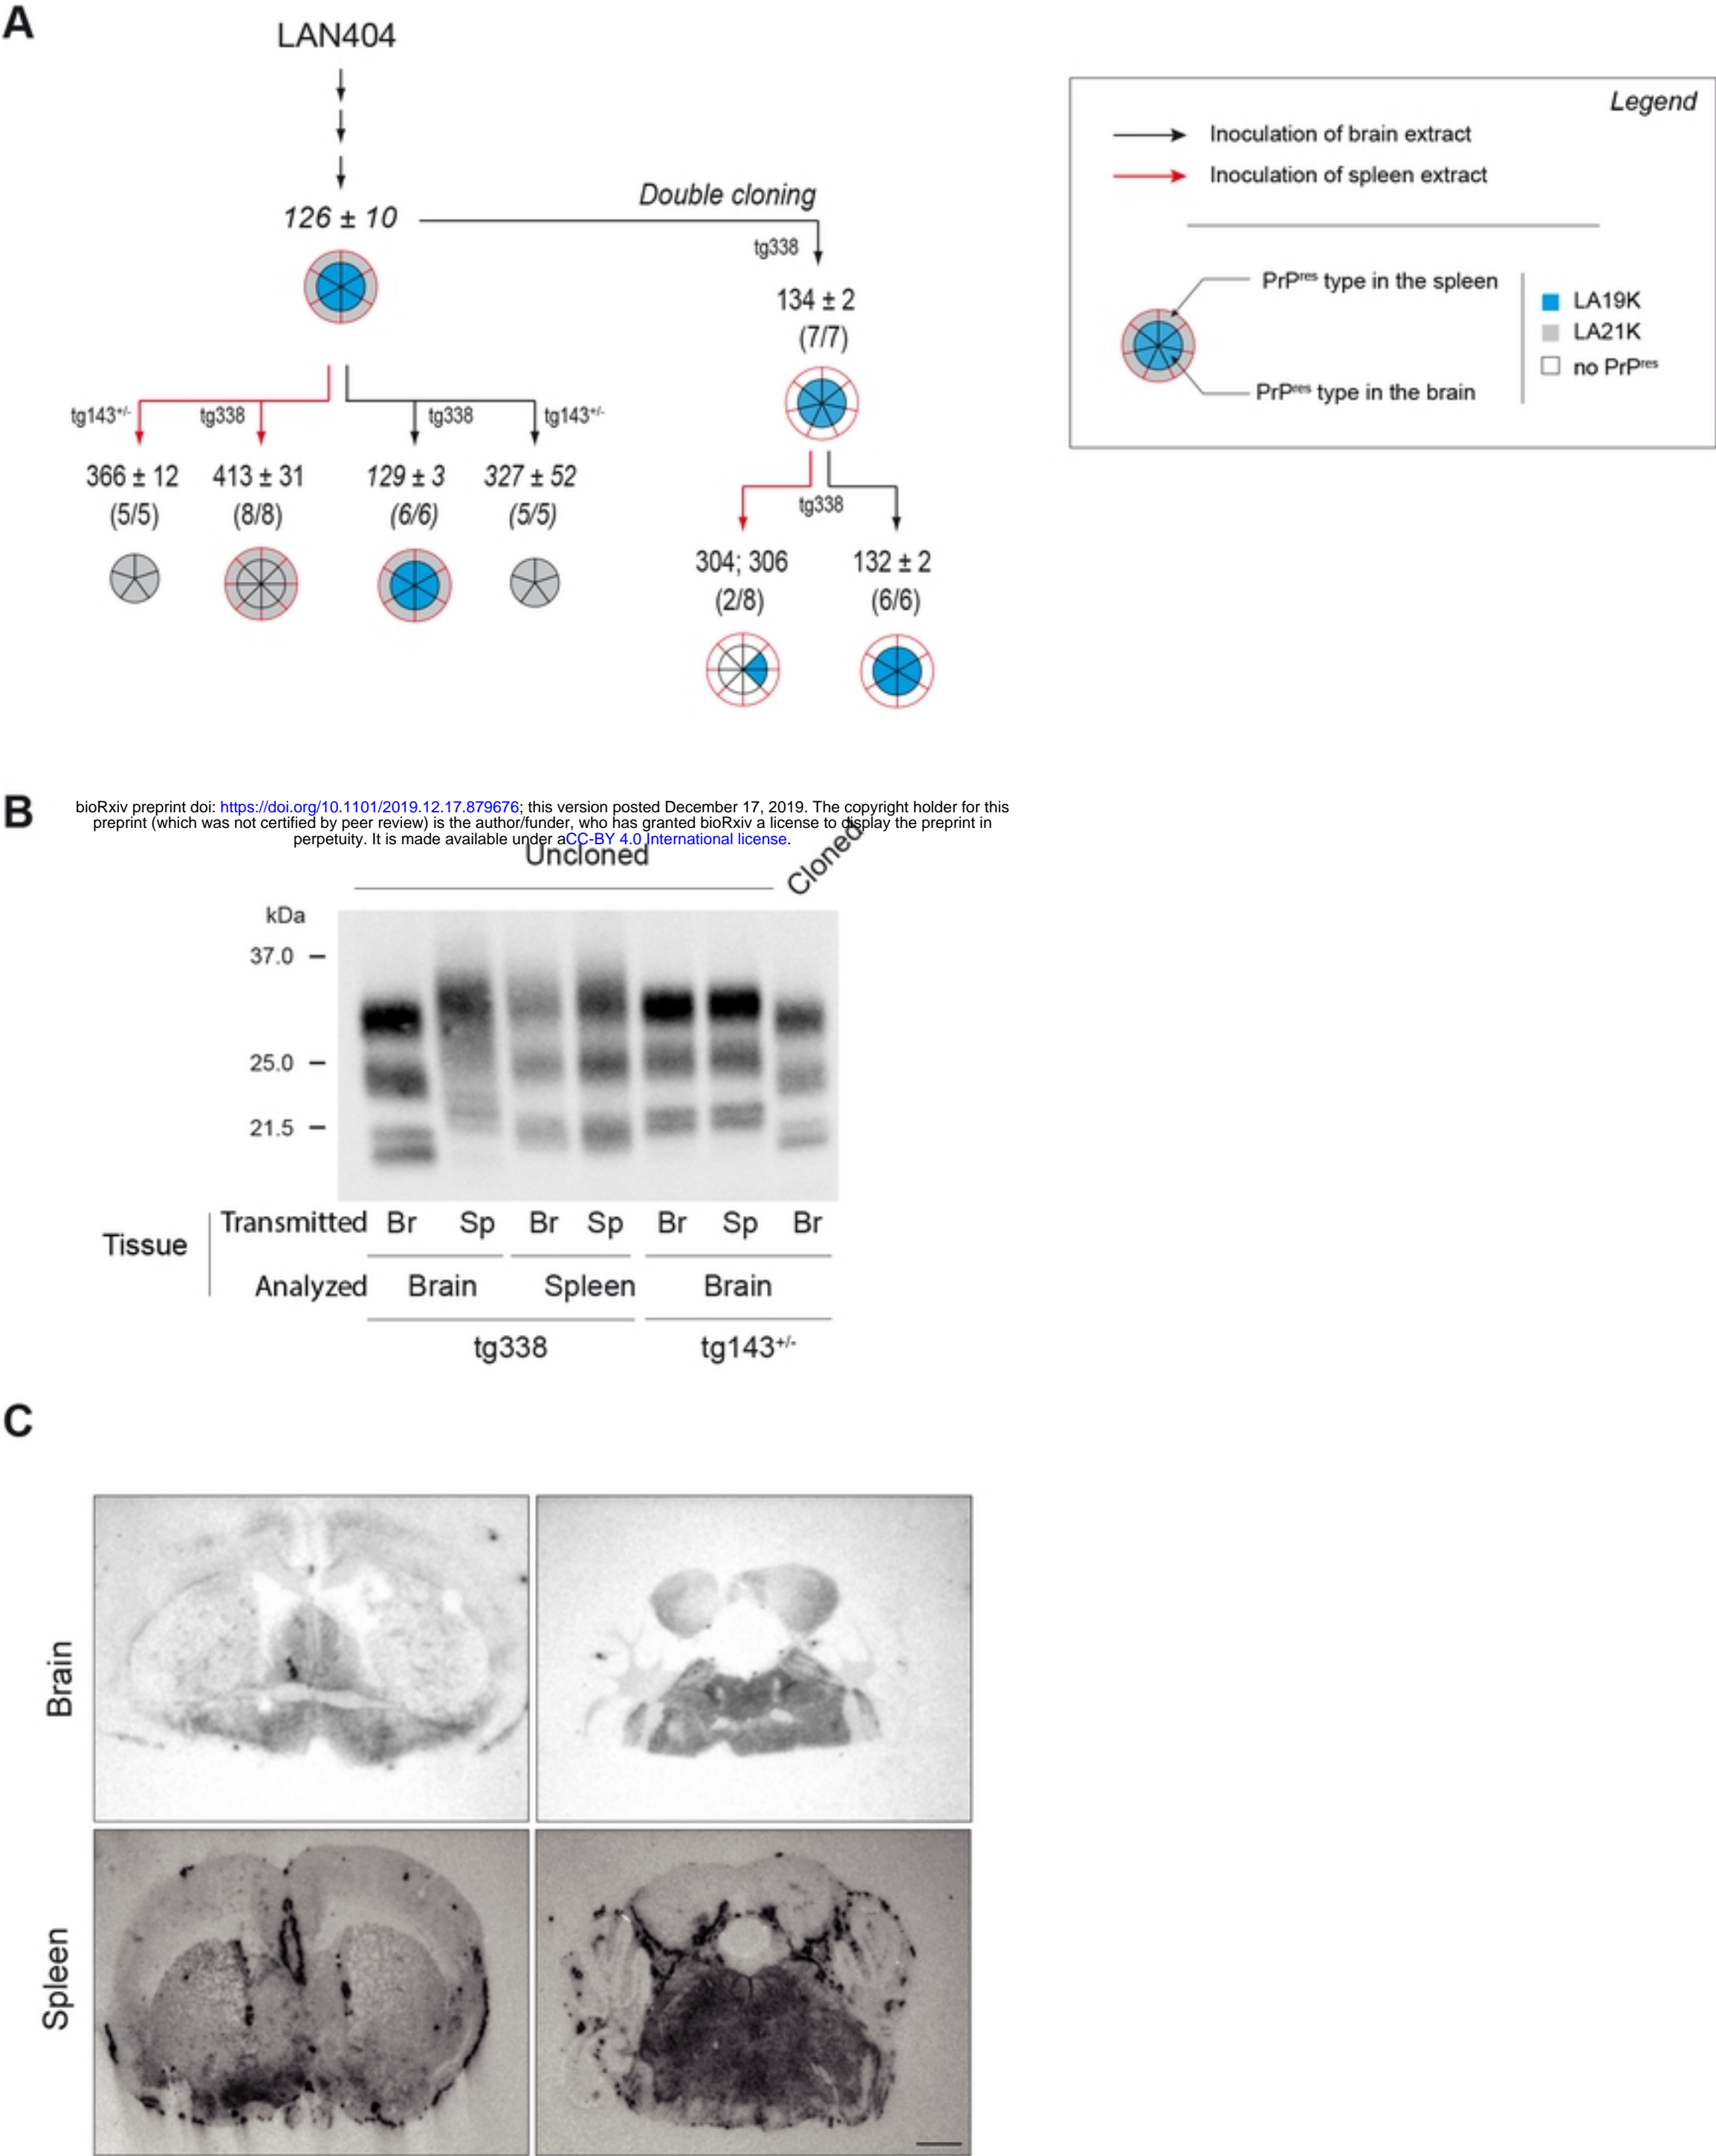 A
LAN404
126 ± 10
Double cloning
tg338
134 ± 2
(7/7)
tg143+/-
tg338
tg338
tg143+/-
366 ± 12
413 ± 31
129 ± 3
327 ± 52
(5/5)
(8/8)
(6/6)
(5/5)
tg338
304; 306
132 ± 2
(2/8)
(6/6)
Legend
Inoculation of brain extract
Inoculation of spleen extract
PrPres type in the spleen
PrPres type in the brain
LA19K
LA21K
no PrPres
B
bioRxiv preprint doi: https://doi.org/10.1101/2019.12.17.879676; this version posted December 17, 2019. The copyright holder for this
preprint (which was not certified by peer review) is the author/funder, who has granted bioRxiv a license to display the preprint in
perpetuity. It is made available under aCC-BY 4.0 International license.
Uncloned
Cloned
kDa
37.0
25.0
21.5
Tissue
Transmitted Br Sp Br Sp Br Sp Br
Analyzed Brain Spleen Brain
tg338 tg143+/-
C
Brain
Spleen